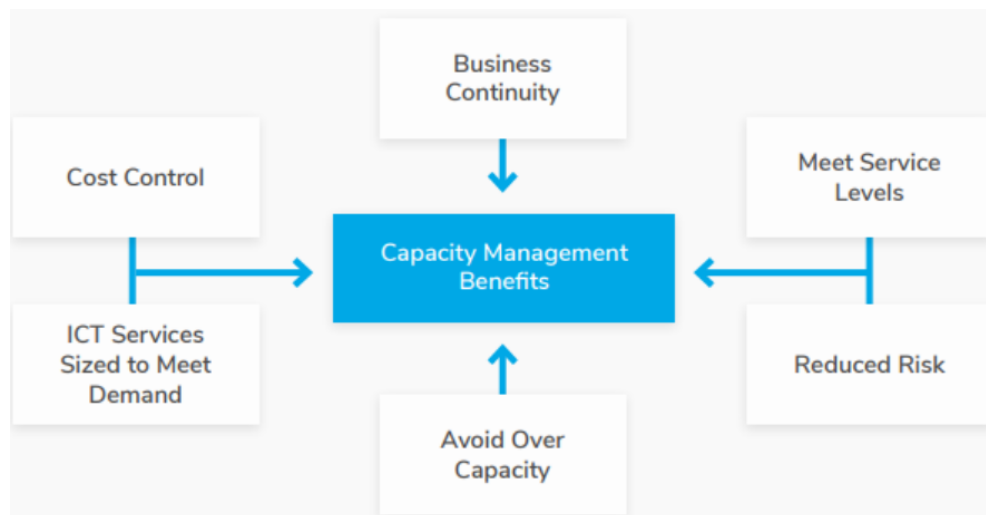 Business
Continuity
Cost Control
Meet Service
Levels
Capacity Management
Benefits
ICT Services
Sized to Meet
Demand
Reduced Risk
Avoid Over
Capacity